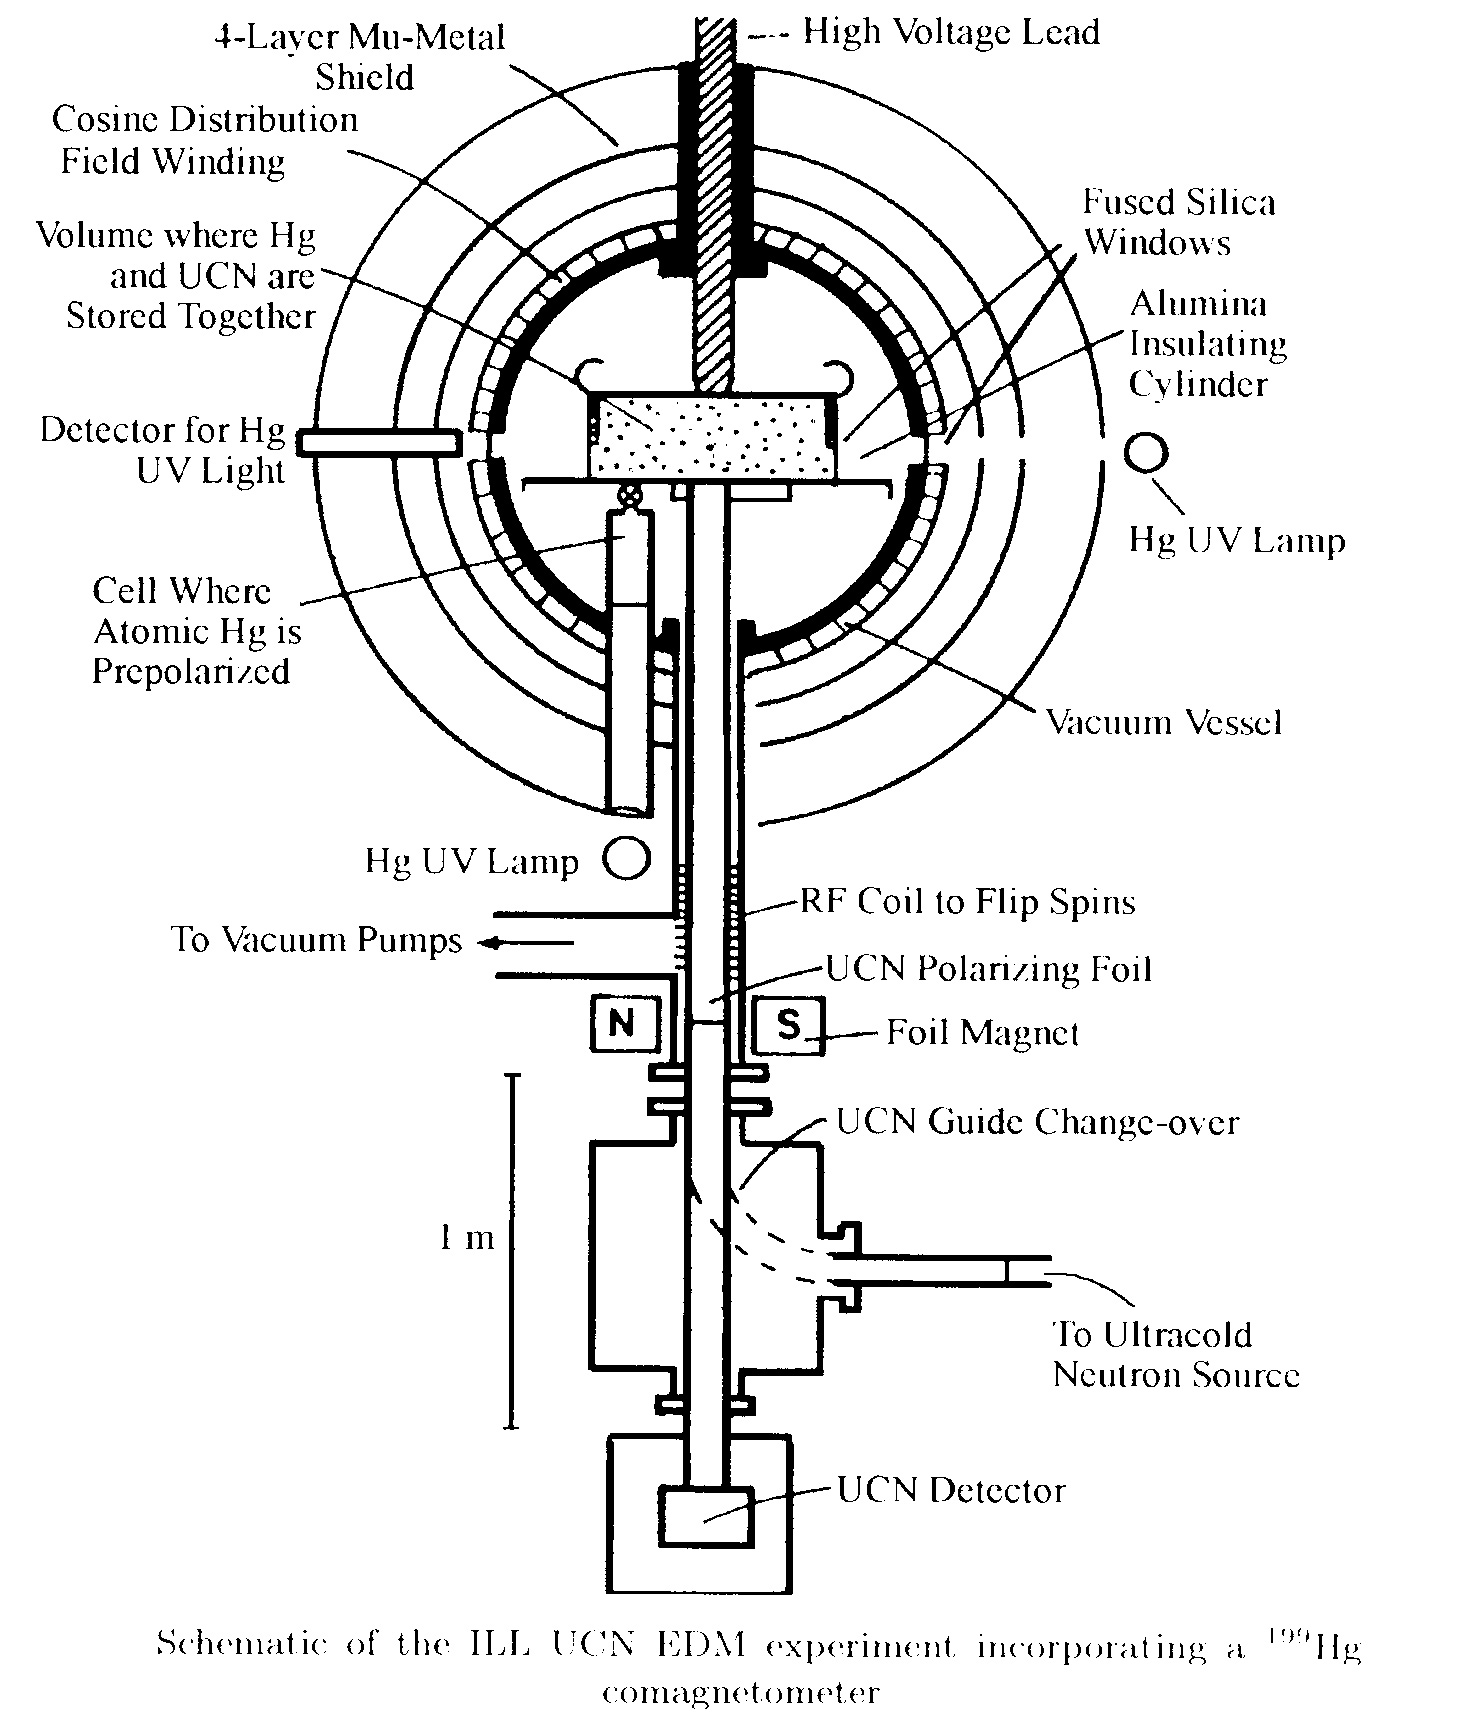 4-Layer Mu-Metal
Shield
High Voltage Lead
Cosine Distribution
Field Winding
Volume where Hg
and UCN are
Stored Together
Fused Silica
Windows
Alumina
Insulating
Cylinder
Detector for Hg
UV Light
Hg UV Lamp
Cell Where
Atomic Hg is
Prepolarized
Vacuum Vessel
Hg UV Lamp
RF Coil to Flip Spins
To Vacuum Pumps
UCN Polarizing Foil
N
S
Foil Magnet
UCN Guide Change-over
1 m
To Ultracold
Neutron Source
UCN Detector
Schematic of the ILL UCN EDM experiment incorporating a ¹⁹⁹Hg
comagnetometer